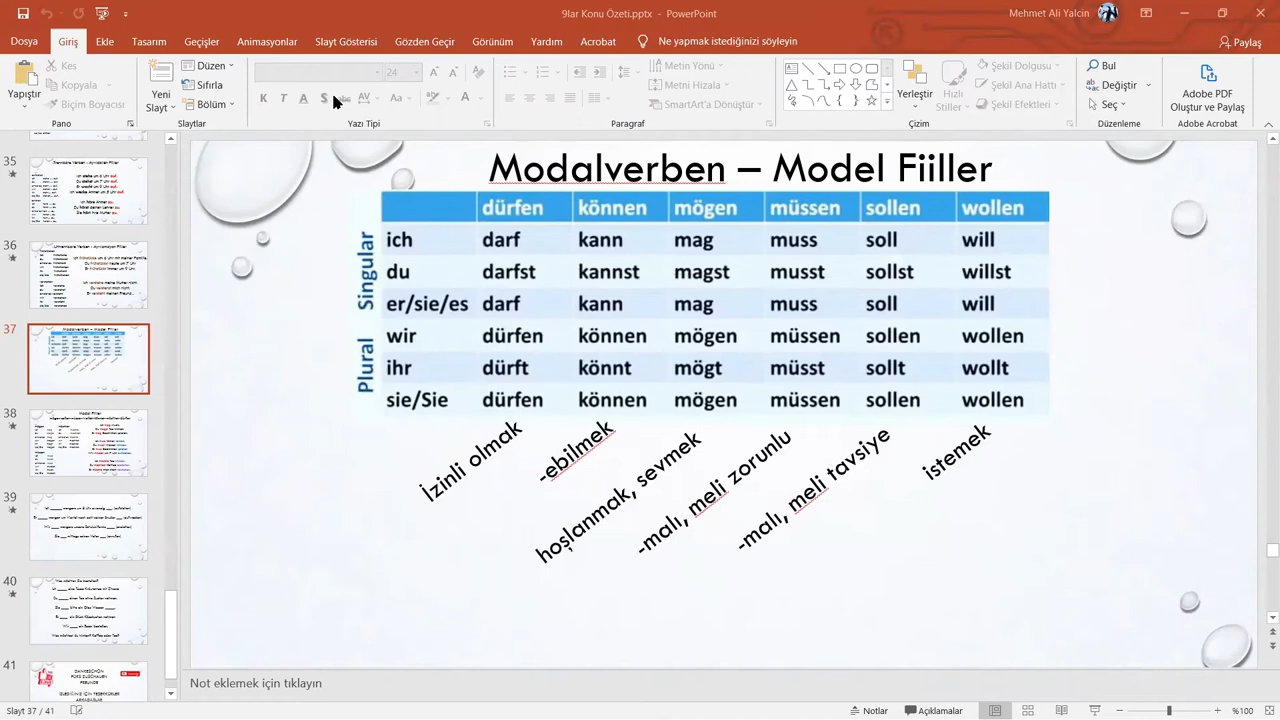 9lar Konu Özeti.pptx - PowerPoint
Mehmet Ali Yalcin
Dosya Giriş Ekle Tasarım Geçişler Animasyonlar Slayt Gösterisi Gözden Geçir Görünüm Yardım Acrobat Ne yapmak istediğinizi söyleyin Paylaş
Yapıştır
Kes
Kopyala
Biçim Boyacısı
Pano
Yeni
Slayt
Düzen
Sıfırla
Bölüm
Slaytlar
24
K T A S abc AV Aa A
Yazı Tipi
Metin Yönü
Metni Hizala
SmartArt'a Dönüştür
Paragraf
Yerleştir
Hızlı
Stiller
Şekil Dolgusu
Şekil Ana Hattı
Şekil Efektleri
Çizim
Bul
Değiştir
Seç
Düzenleme
Adobe PDF
Oluştur ve Paylaş
Adobe Acrobat
35
36
37
38
39
40
41
Modalverben – Model Fiiller
dürfen können mögen müssen sollen wollen
Singular
ich darf kann mag muss soll will
du darfst kannst magst musst sollst willst
er/sie/es darf kann mag muss soll will
Plural
wir dürfen können mögen müssen sollen wollen
ihr dürft könnt mögt müsst sollt wollt
sie/Sie dürfen können mögen müssen sollen wollen
İzinli olmak
-ebilmek
hoşlanmak, sevmek
-malı, meli zorunlu
-malı, meli tavsiye
istemek
Not eklemek için tıklayın
Slayt 37 / 41
Notlar
Açıklamalar
%100